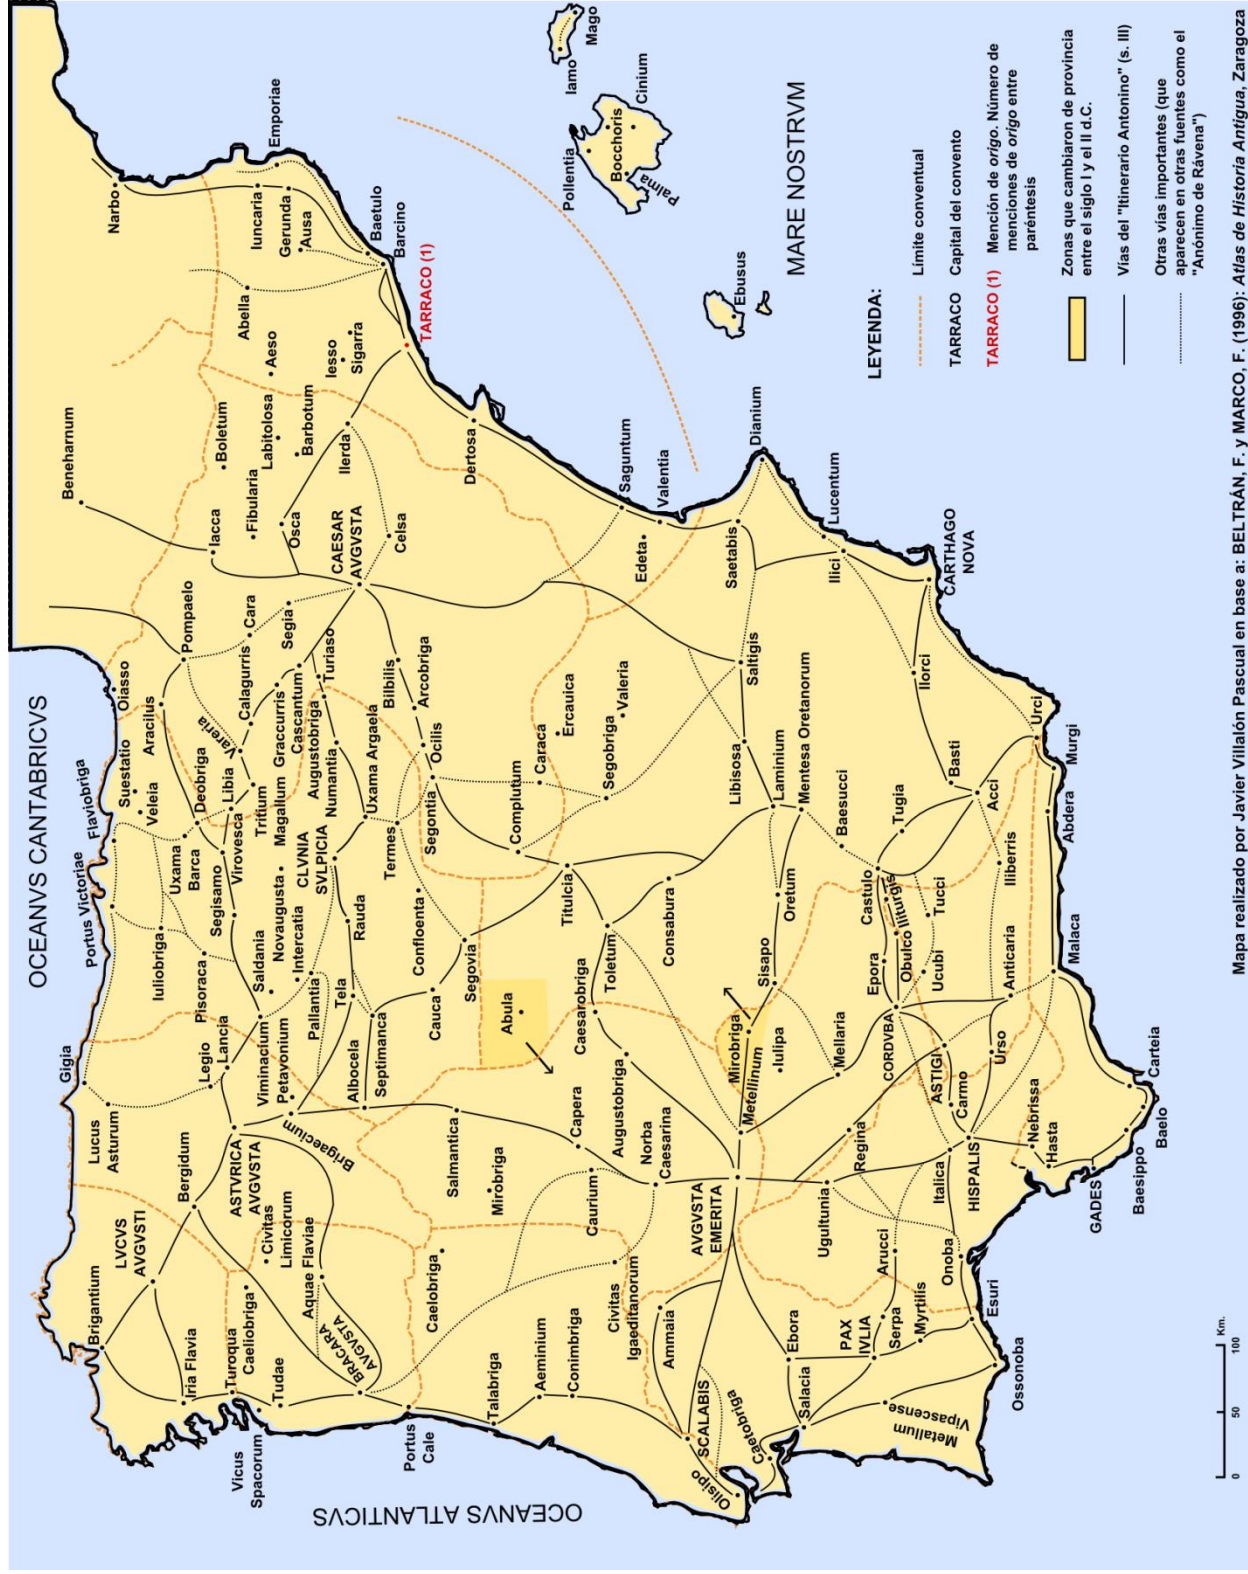 OCEANVS CANTABRICVS
OCEANVS ATLANTICVS
MARE NOSTRVM
Brigantium
LVCVS
AVGVSTI
Iria Flavia
Turoqua
Caeliobriga
Tudae
Vicus
Spacorum
Lucus
Asturum
Gigia
Bergidum
ASTVRICA
AVGVSTA
Civitas
Limicorum
Aquae Flaviae
BRACARA
AVGVSTA
Caelobriga
Portus
Cale
Talabriga
Aeminium
Conimbriga
Legio
Lancia
Brigaecium
Petavonium
Viminacium
Saldania
Pallantia
Intercatia
Novaugusta
Tela
Albocela
Septimanca
Salmantica
Mirobriga
Portus Victoriae
Flaviobriga
Iuliobriga
Pisoraca
Segisamo
Uxama
Barca
Virovesca
Deobriga
Libia
Tritium
Magallum
Vareria
Suestatio
Veleia
Oiasso
Aracilus
Pompaelo
Calagurris
Graccurris
Cascantum
Cara
Segia
Turiaso
Augustobriga
Numantia
Uxama Argaela
CLVNIA
SVLPICIA
Rauda
Termes
Segontia
Ocilis
Arcobriga
Bilbilis
Confloenta
Cauca
Segovia
Abula
Beneharnum
Iacca
Fibularia
Osca
CAESAR
AVGVSTA
Celsa
Boletum
Labitolosa
Barbotum
Ilerda
Aeso
Iesso
Sigarra
Abella
Ausa
Gerunda
Iuncaria
Emporiae
Narbo
Baetulo
Barcino
TARRACO (1)
Dertosa
Saguntum
Valentia
Edeta
Saetabis
Dianium
Lucentum
Ilici
CARTHAGO
NOVA
Ilorci
Saltigis
Libisosa
Laminium
Mentesa Oretanorum
Complutum
Caraca
Ercauica
Segobriga
Valeria
Titulcia
Toletum
Consabura
Caesarobriga
Augustobriga
Capera
Caurium
Norba
Caesarina
Civitas
Igaeditanorum
Ammaia
AVGVSTA
EMERITA
Metellinum
Mirobriga
Iulipa
Sisapo
Oretum
Mellaria
Baesucci
Tugia
Castulo
Iliturgis
Tucci
Epora
Obulco
Ucubi
CORDVBA
Basti
Acci
Iliberris
Urci
Murgi
Abdera
Malaca
Anticaria
Urso
ASTIGI
Carmo
Regina
Ugultunia
Italica
HISPALIS
Nebrissa
Hasta
GADES
Baesippo
Baelo
Carteia
Arucci
Onoba
Serpa
Myrtilis
Esuri
PAX
IVLIA
Ebora
Salacia
SCALABIS
Olisipo
Caetobriga
Metallum
Vipascense
Ossonoba
Iamo
Mago
Pollentia
Bocchoris
Cinium
Palma
Ebusus
LEYENDA:
Límite conventual
TARRACO Capital del convento
TARRACO (1) Mención de origo. Número de
menciones de origo entre
paréntesis
Zonas que cambiaron de provincia
entre el siglo I y el II d.C.
Vías del "Itinerario Antonino" (s. III)
Otras vías importantes (que
aparecen en otras fuentes como el
"Anónimo de Rávena")
0 50 100
Km.
Mapa realizado por Javier Villalón Pascual en base a: BELTRÁN, F. y MARCO, F. (1996): Atlas de Historia Antigua, Zaragoza